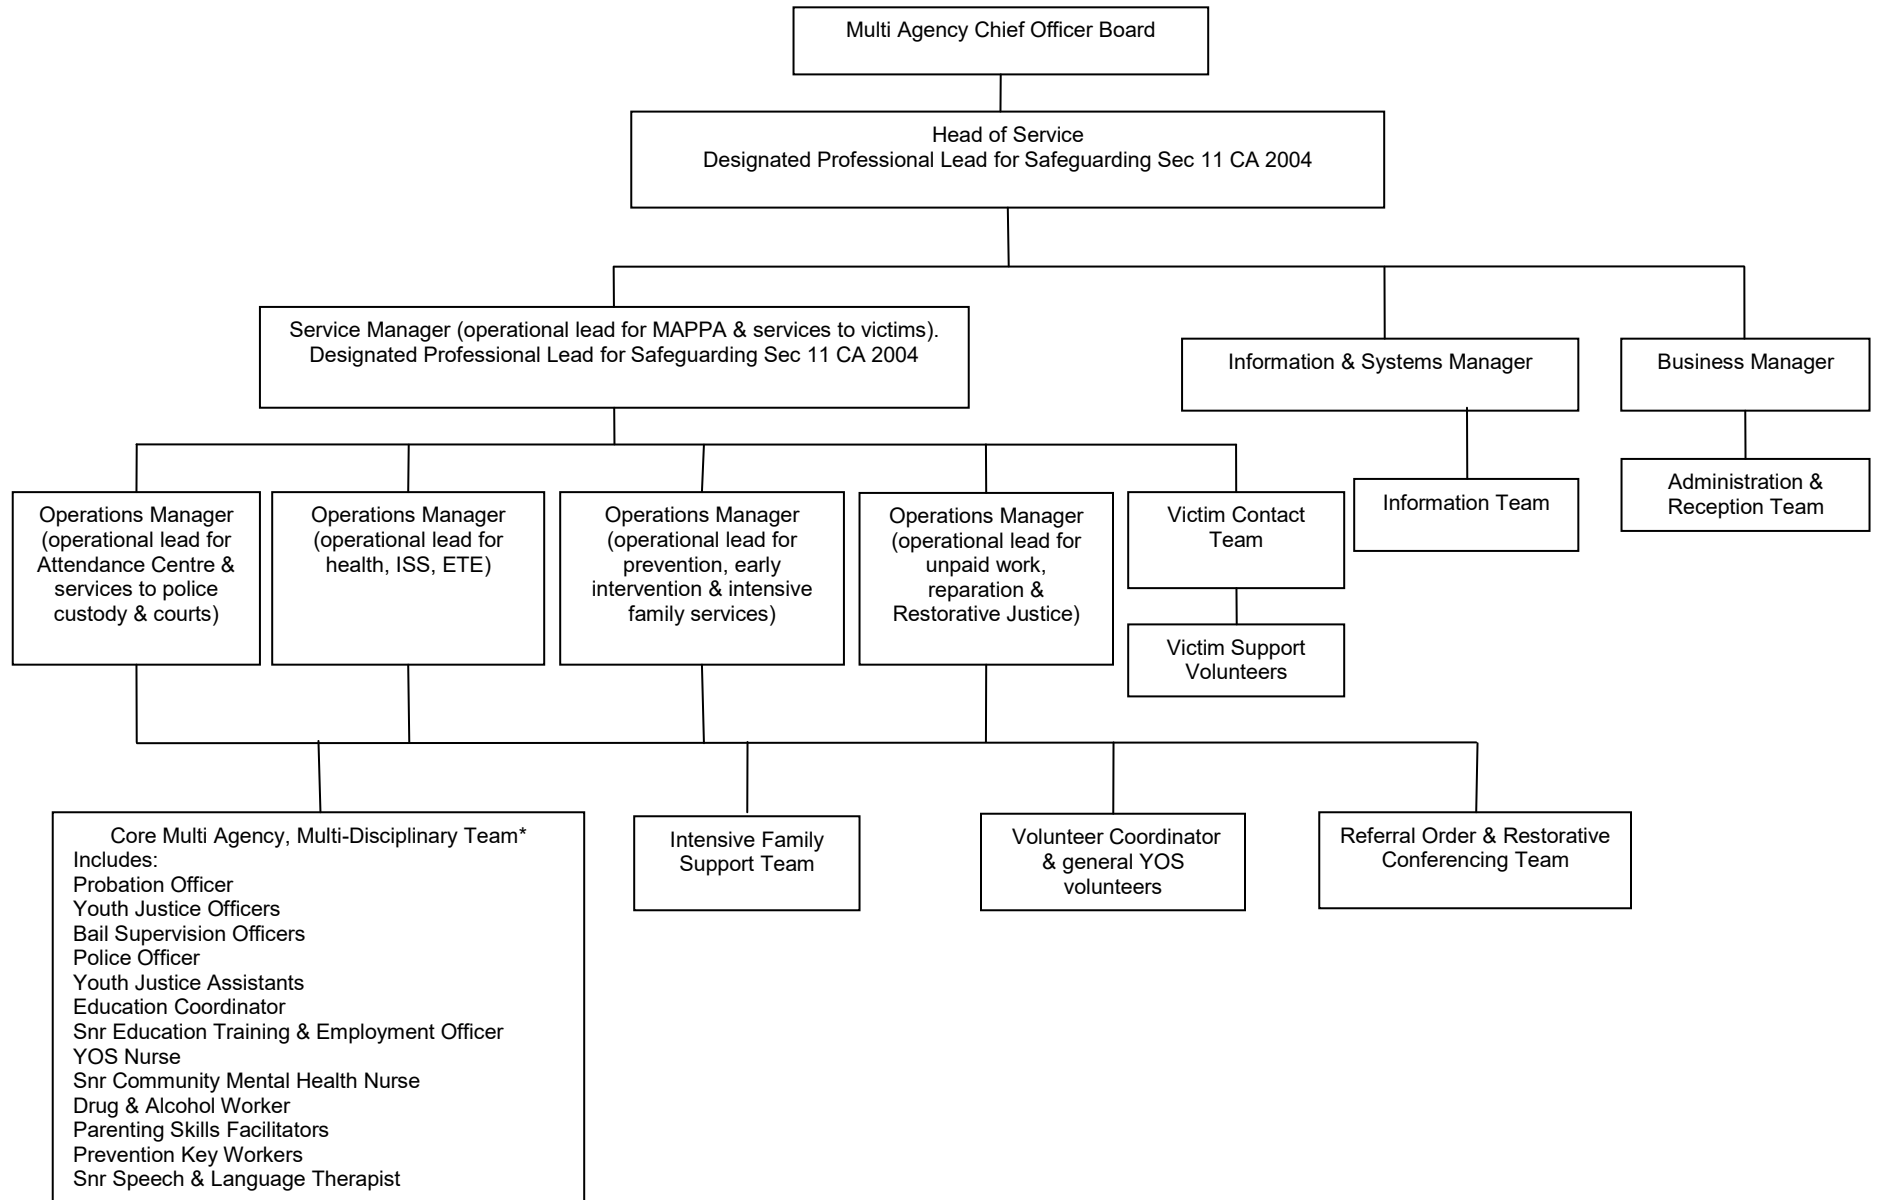 Multi Agency Chief Officer Board
Head of Service
Designated Professional Lead for Safeguarding Sec 11 CA 2004
Service Manager (operational lead for MAPPA & services to victims).
Designated Professional Lead for Safeguarding Sec 11 CA 2004
Information & Systems Manager
Business Manager
Operations Manager
(operational lead for
Attendance Centre &
services to police
custody & courts)
Operations Manager
(operational lead for
health, ISS, ETE)
Operations Manager
(operational lead for
prevention, early
intervention & intensive
family services)
Operations Manager
(operational lead for
unpaid work,
reparation &
Restorative Justice)
Victim Contact
Team
Information Team
Administration &
Reception Team
Victim Support
Volunteers
Core Multi Agency, Multi-Disciplinary Team*
Includes:
Probation Officer
Youth Justice Officers
Bail Supervision Officers
Police Officer
Youth Justice Assistants
Education Coordinator
Snr Education Training & Employment Officer
YOS Nurse
Snr Community Mental Health Nurse
Drug & Alcohol Worker
Parenting Skills Facilitators
Prevention Key Workers
Snr Speech & Language Therapist
Intensive Family
Support Team
Volunteer Coordinator
& general YOS
volunteers
Referral Order & Restorative
Conferencing Team